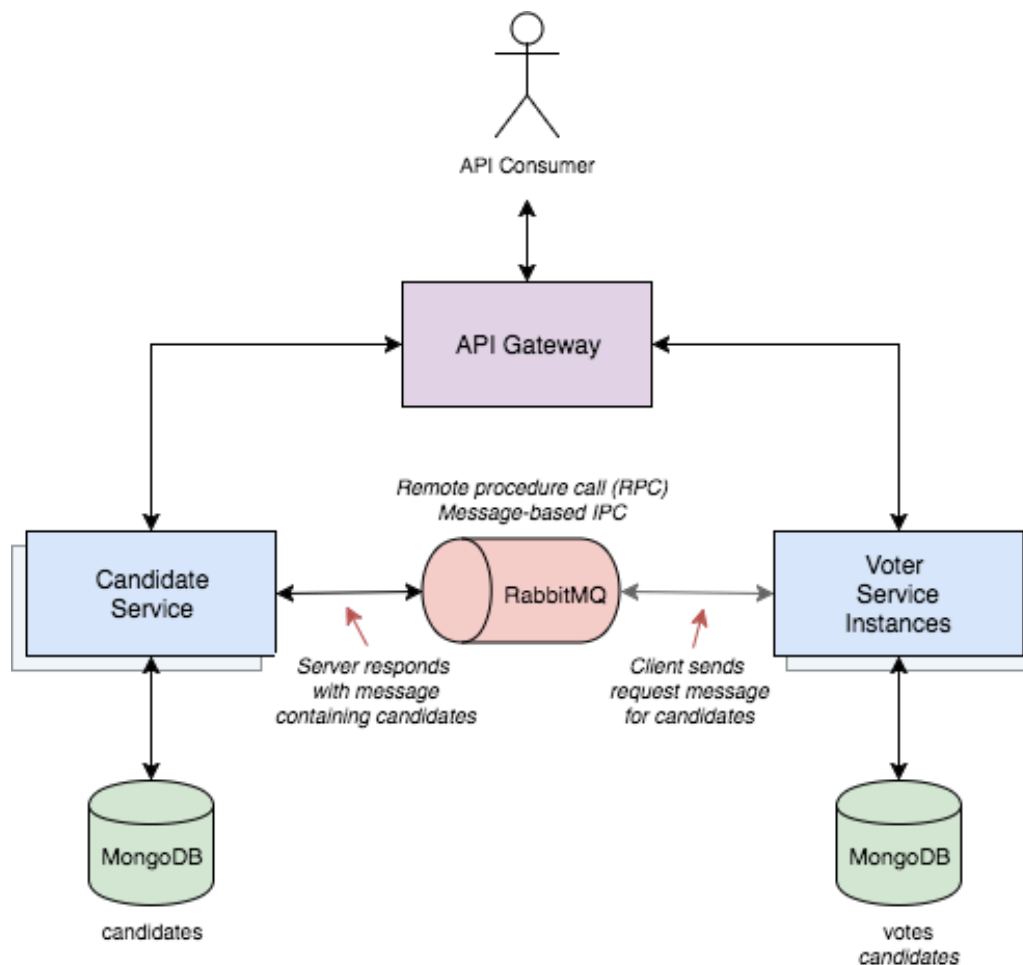 API Consumer
API Gateway
Remote procedure call (RPC)
Message-based IPC
Candidate
Service
RabbitMQ
Voter
Service
Instances
Server responds
with message
containing candidates
Client sends
request message
for candidates
MongoDB
candidates
MongoDB
votes
candidates